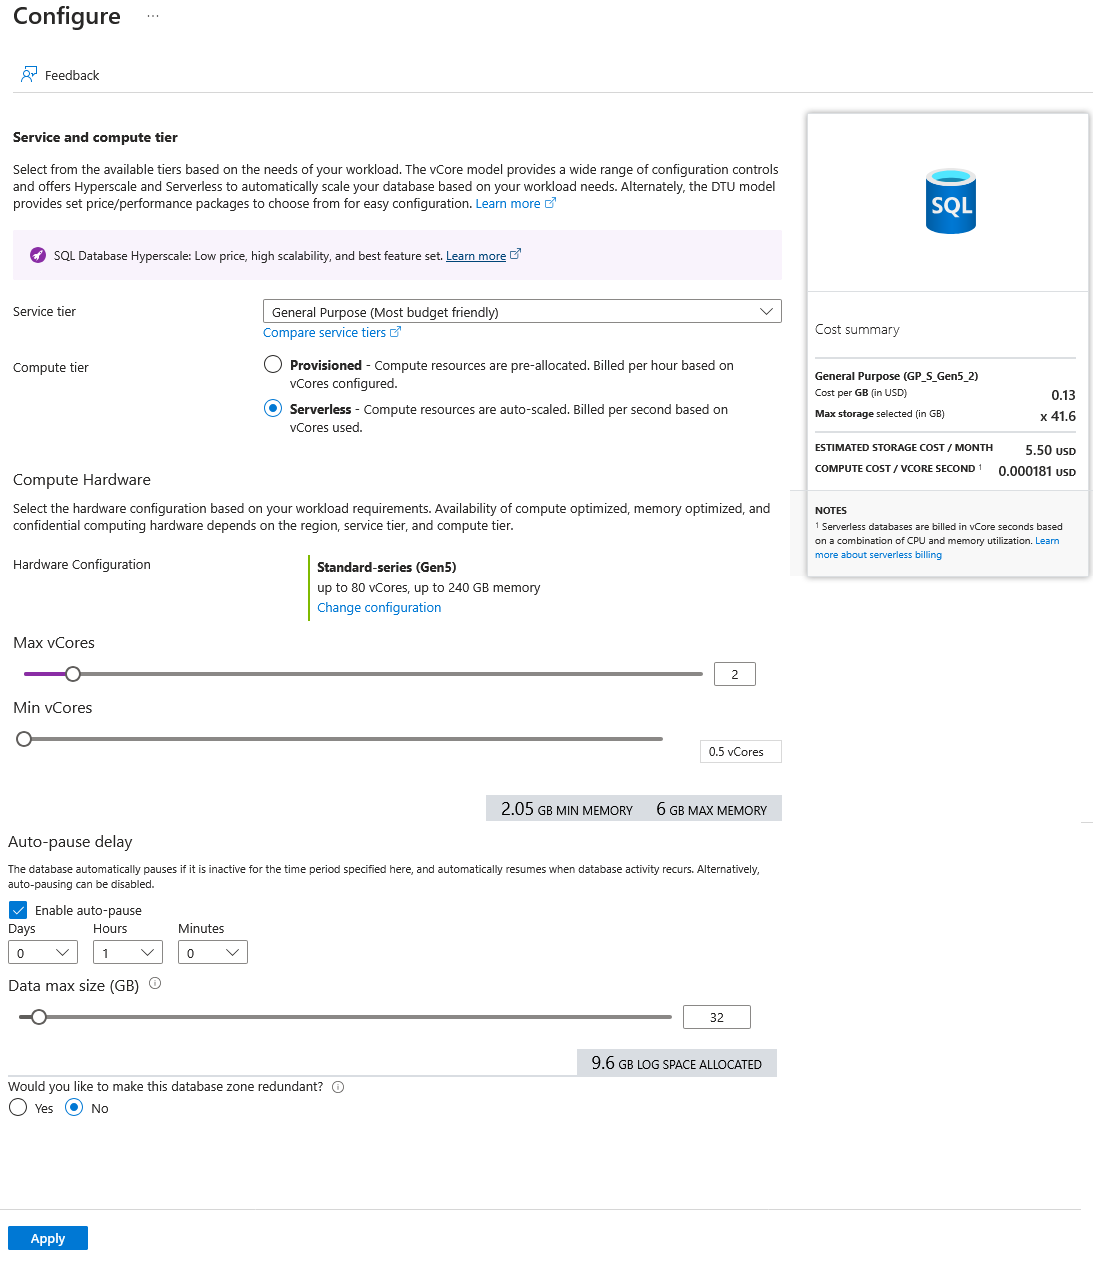 Configure ...
Feedback
Service and compute tier
Select from the available tiers based on the needs of your workload. The vCore model provides a wide range of configuration controls
and offers Hyperscale and Serverless to automatically scale your database based on your workload needs. Alternately, the DTU model
provides set price/performance packages to choose from for easy configuration. Learn more
SQL Database Hyperscale: Low price, high scalability, and best feature set. Learn more
Service tier
General Purpose (Most budget friendly)
Compare service tiers
Compute tier
Provisioned - Compute resources are pre-allocated. Billed per hour based on
vCores configured.
Serverless - Compute resources are auto-scaled. Billed per second based on
vCores used.
Compute Hardware
Select the hardware configuration based on your workload requirements. Availability of compute optimized, memory optimized, and
confidential computing hardware depends on the region, service tier, and compute tier.
Hardware Configuration
Standard-series (Gen5)
up to 80 vCores, up to 240 GB memory
Change configuration
Max vCores
2
Min vCores
0.5 vCores
2.05 GB MIN MEMORY 6 GB MAX MEMORY
Auto-pause delay
The database automatically pauses if it is inactive for the time period specified here, and automatically resumes when database activity recurs. Alternatively,
auto-pausing can be disabled.
Enable auto-pause
Days Hours Minutes
0 1 0
Data max size (GB)
32
9.6 GB LOG SPACE ALLOCATED
Would you like to make this database zone redundant?
Yes No
Apply
SQL
Cost summary
General Purpose (GP_S_Gen5_2)
Cost per GB (in USD) 0.13
Max storage selected (in GB) x 41.6
ESTIMATED STORAGE COST / MONTH 5.50 USD
COMPUTE COST / VCORE SECOND 1 0.000181 USD
NOTES
1 Serverless databases are billed in vCore seconds based
on a combination of CPU and memory utilization. Learn
more about serverless billing